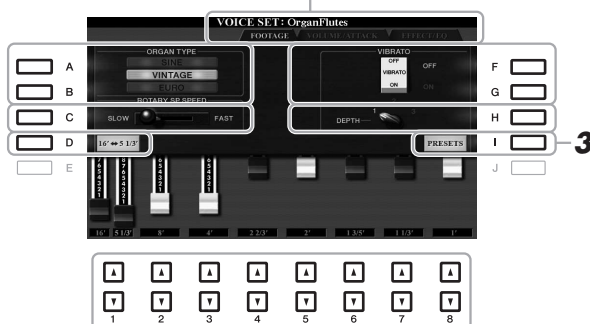 VOICE SET: OrganFlutes
FOOTAGE VOLUME/ATTACK EFFECT/EQ
ORGAN TYPE
SINE
VINTAGE
EURO
ROTARY SP SPEED
SLOW FAST
VIBRATO
OFF
VIBRATO
ON
OFF
ON
DEPTH 1 3
A
B
C
D
E
F
G
H
I
J
3
16' ⇔ 5 1/3'
PRESETS
16' 5 1/3' 8' 4' 2 2/3' 2' 1 3/5' 1 1/3' 1'
1 2 3 4 5 6 7 8